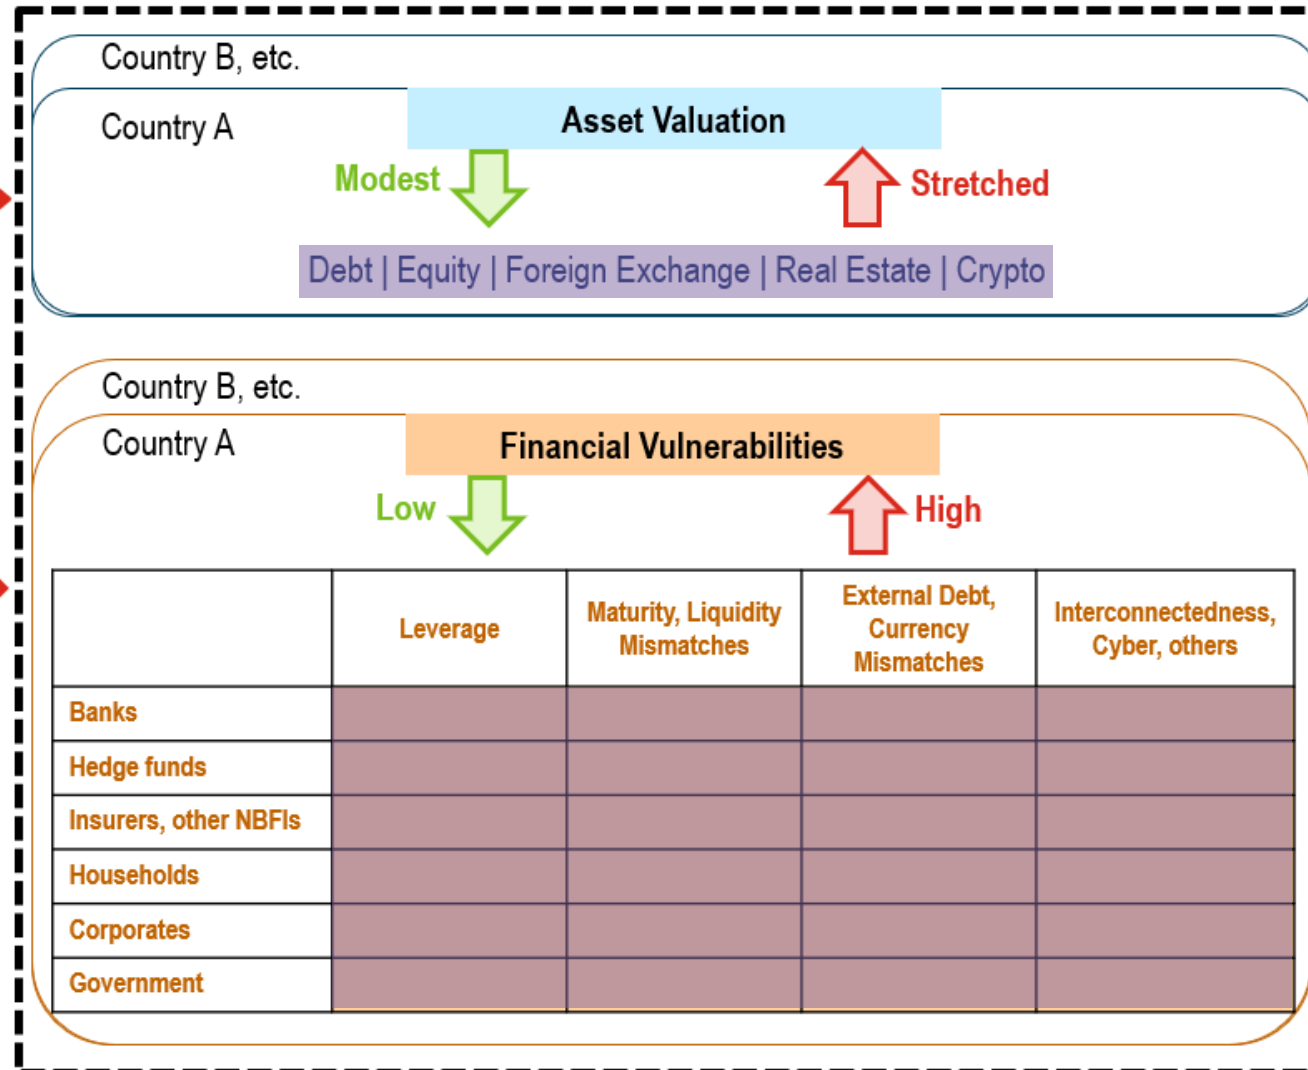 Country B, etc.
Country A
Asset Valuation
Modest
Stretched
Debt | Equity | Foreign Exchange | Real Estate | Crypto
Country B, etc.
Country A
Financial Vulnerabilities
Low
High
Leverage
Maturity, Liquidity
Mismatches
External Debt,
Currency
Mismatches
Interconnectedness,
Cyber, others
Banks
Hedge funds
Insurers, other NBFIs
Households
Corporates
Government